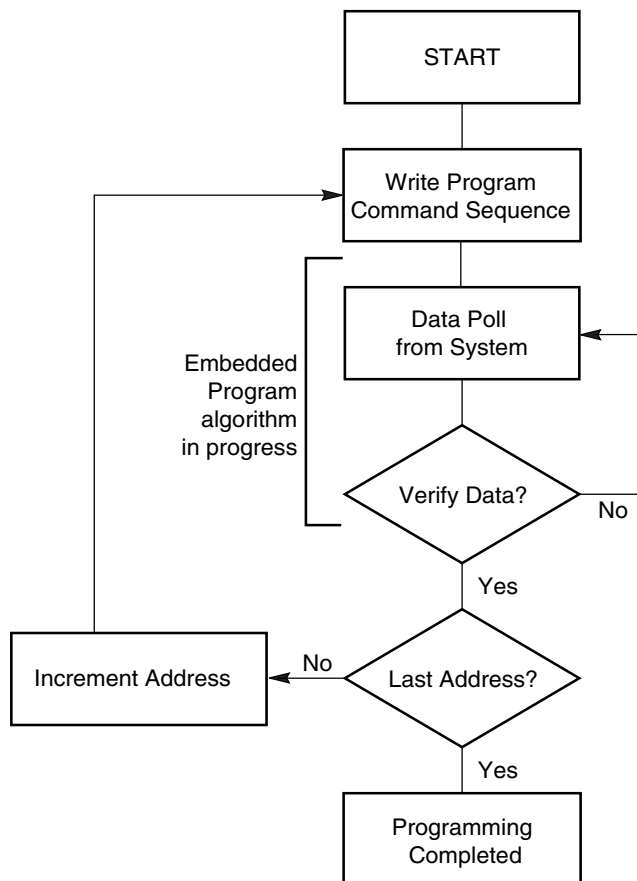 START
Write Program
Command Sequence
Data Poll
from System
Embedded
Program
algorithm
in progress
Verify Data?
No
Yes
Increment Address
No
Last Address?
Yes
Programming
Completed